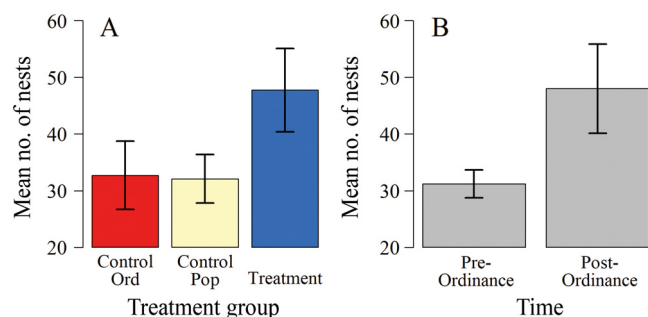 A
Mean no. of nests
60
50
40
30
20
Control
Ord
Control
Pop
Treatment
Treatment group
B
Mean no. of nests
60
50
40
30
20
Pre-
Ordinance
Post-
Ordinance
Time